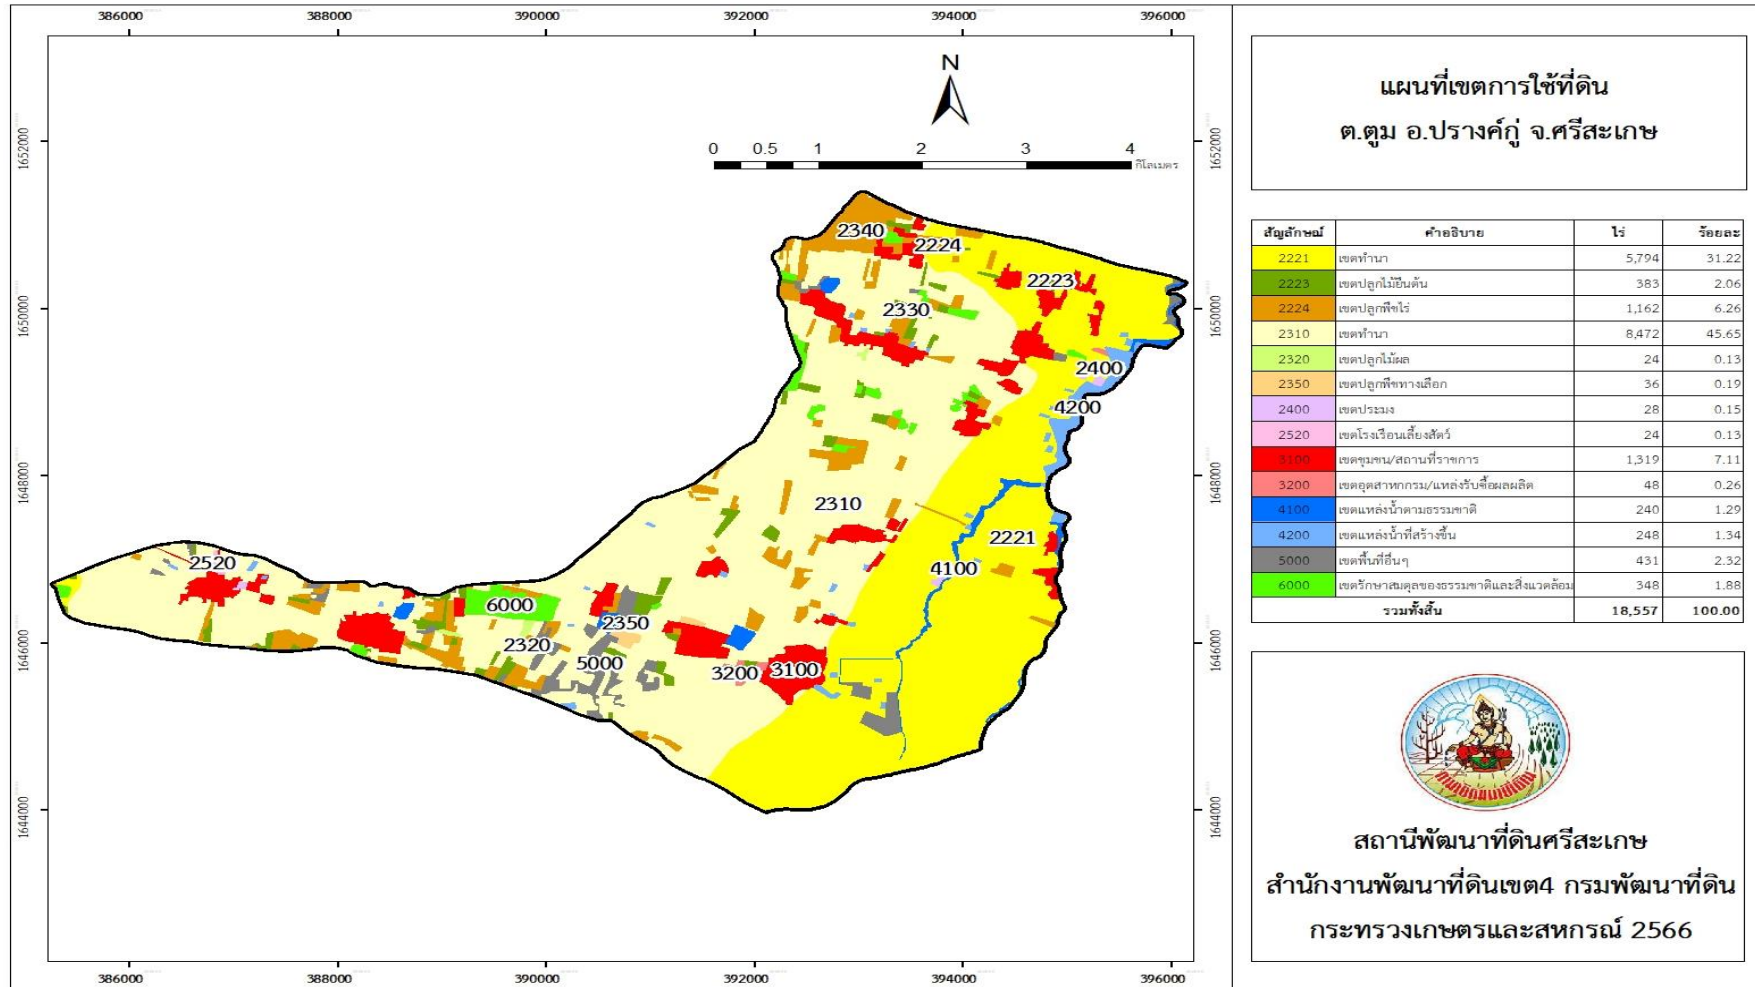 386000 388000 390000 392000 394000 396000
1652000 1650000 1648000 1646000 1644000
N
0 0.5 1 2 3 4
กิโลเมตร
2340
2224
2223
2330
2400
4200
2310
2221
2520
4100
6000
2350
2320
5000
3200
3100
1652000 1650000 1648000 1646000 1644000
386000 388000 390000 392000 394000 396000
แผนที่เขตการใช้ที่ดิน
ต.ตูม อ.ปรางค์กู่ จ.ศรีสะเกษ
สัญลักษณ์ คำอธิบาย ไร่ ร้อยละ
2221 เขตทำนา 5,794 31.22
2223 เขตปลูกไม้ยืนต้น 383 2.06
2224 เขตปลูกพืชไร่ 1,162 6.26
2310 เขตทำนา 8,472 45.65
2320 เขตปลูกไม้ผล 24 0.13
2350 เขตปลูกพืชทางเลือก 36 0.19
2400 เขตประมง 28 0.15
2520 เขตโรงเรือนเลี้ยงสัตว์ 24 0.13
3100 เขตชุมชน/สถานที่ราชการ 1,319 7.11
3200 เขตอุตสาหกรรม/แหล่งรับซื้อผลผลิต 48 0.26
4100 เขตแหล่งน้ำตามธรรมชาติ 240 1.29
4200 เขตแหล่งน้ำที่สร้างขึ้น 248 1.34
5000 เขตพื้นที่อื่นๆ 431 2.32
6000 เขตรักษาสมดุลของธรรมชาติและสิ่งแวดล้อม 348 1.88
รวมทั้งสิ้น 18,557 100.00
กรมพัฒนาที่ดิน
สถานีพัฒนาที่ดินศรีสะเกษ
สำนักงานพัฒนาที่ดินเขต4 กรมพัฒนาที่ดิน
กระทรวงเกษตรและสหกรณ์ 2566